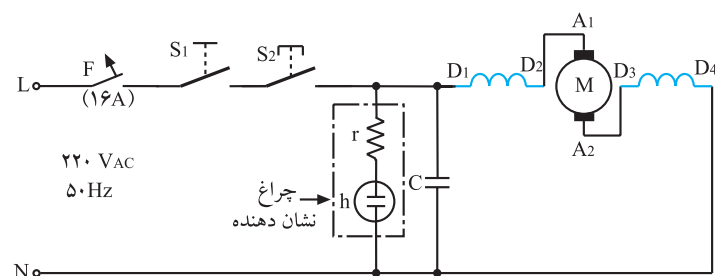 A1
S1
S2
F
D1
D2
D3
D4
L
(۱۶A)
M
r
A2
۲۲۰ VAC
C
۵۰Hz
چراغ
نشان دهنده
h
N